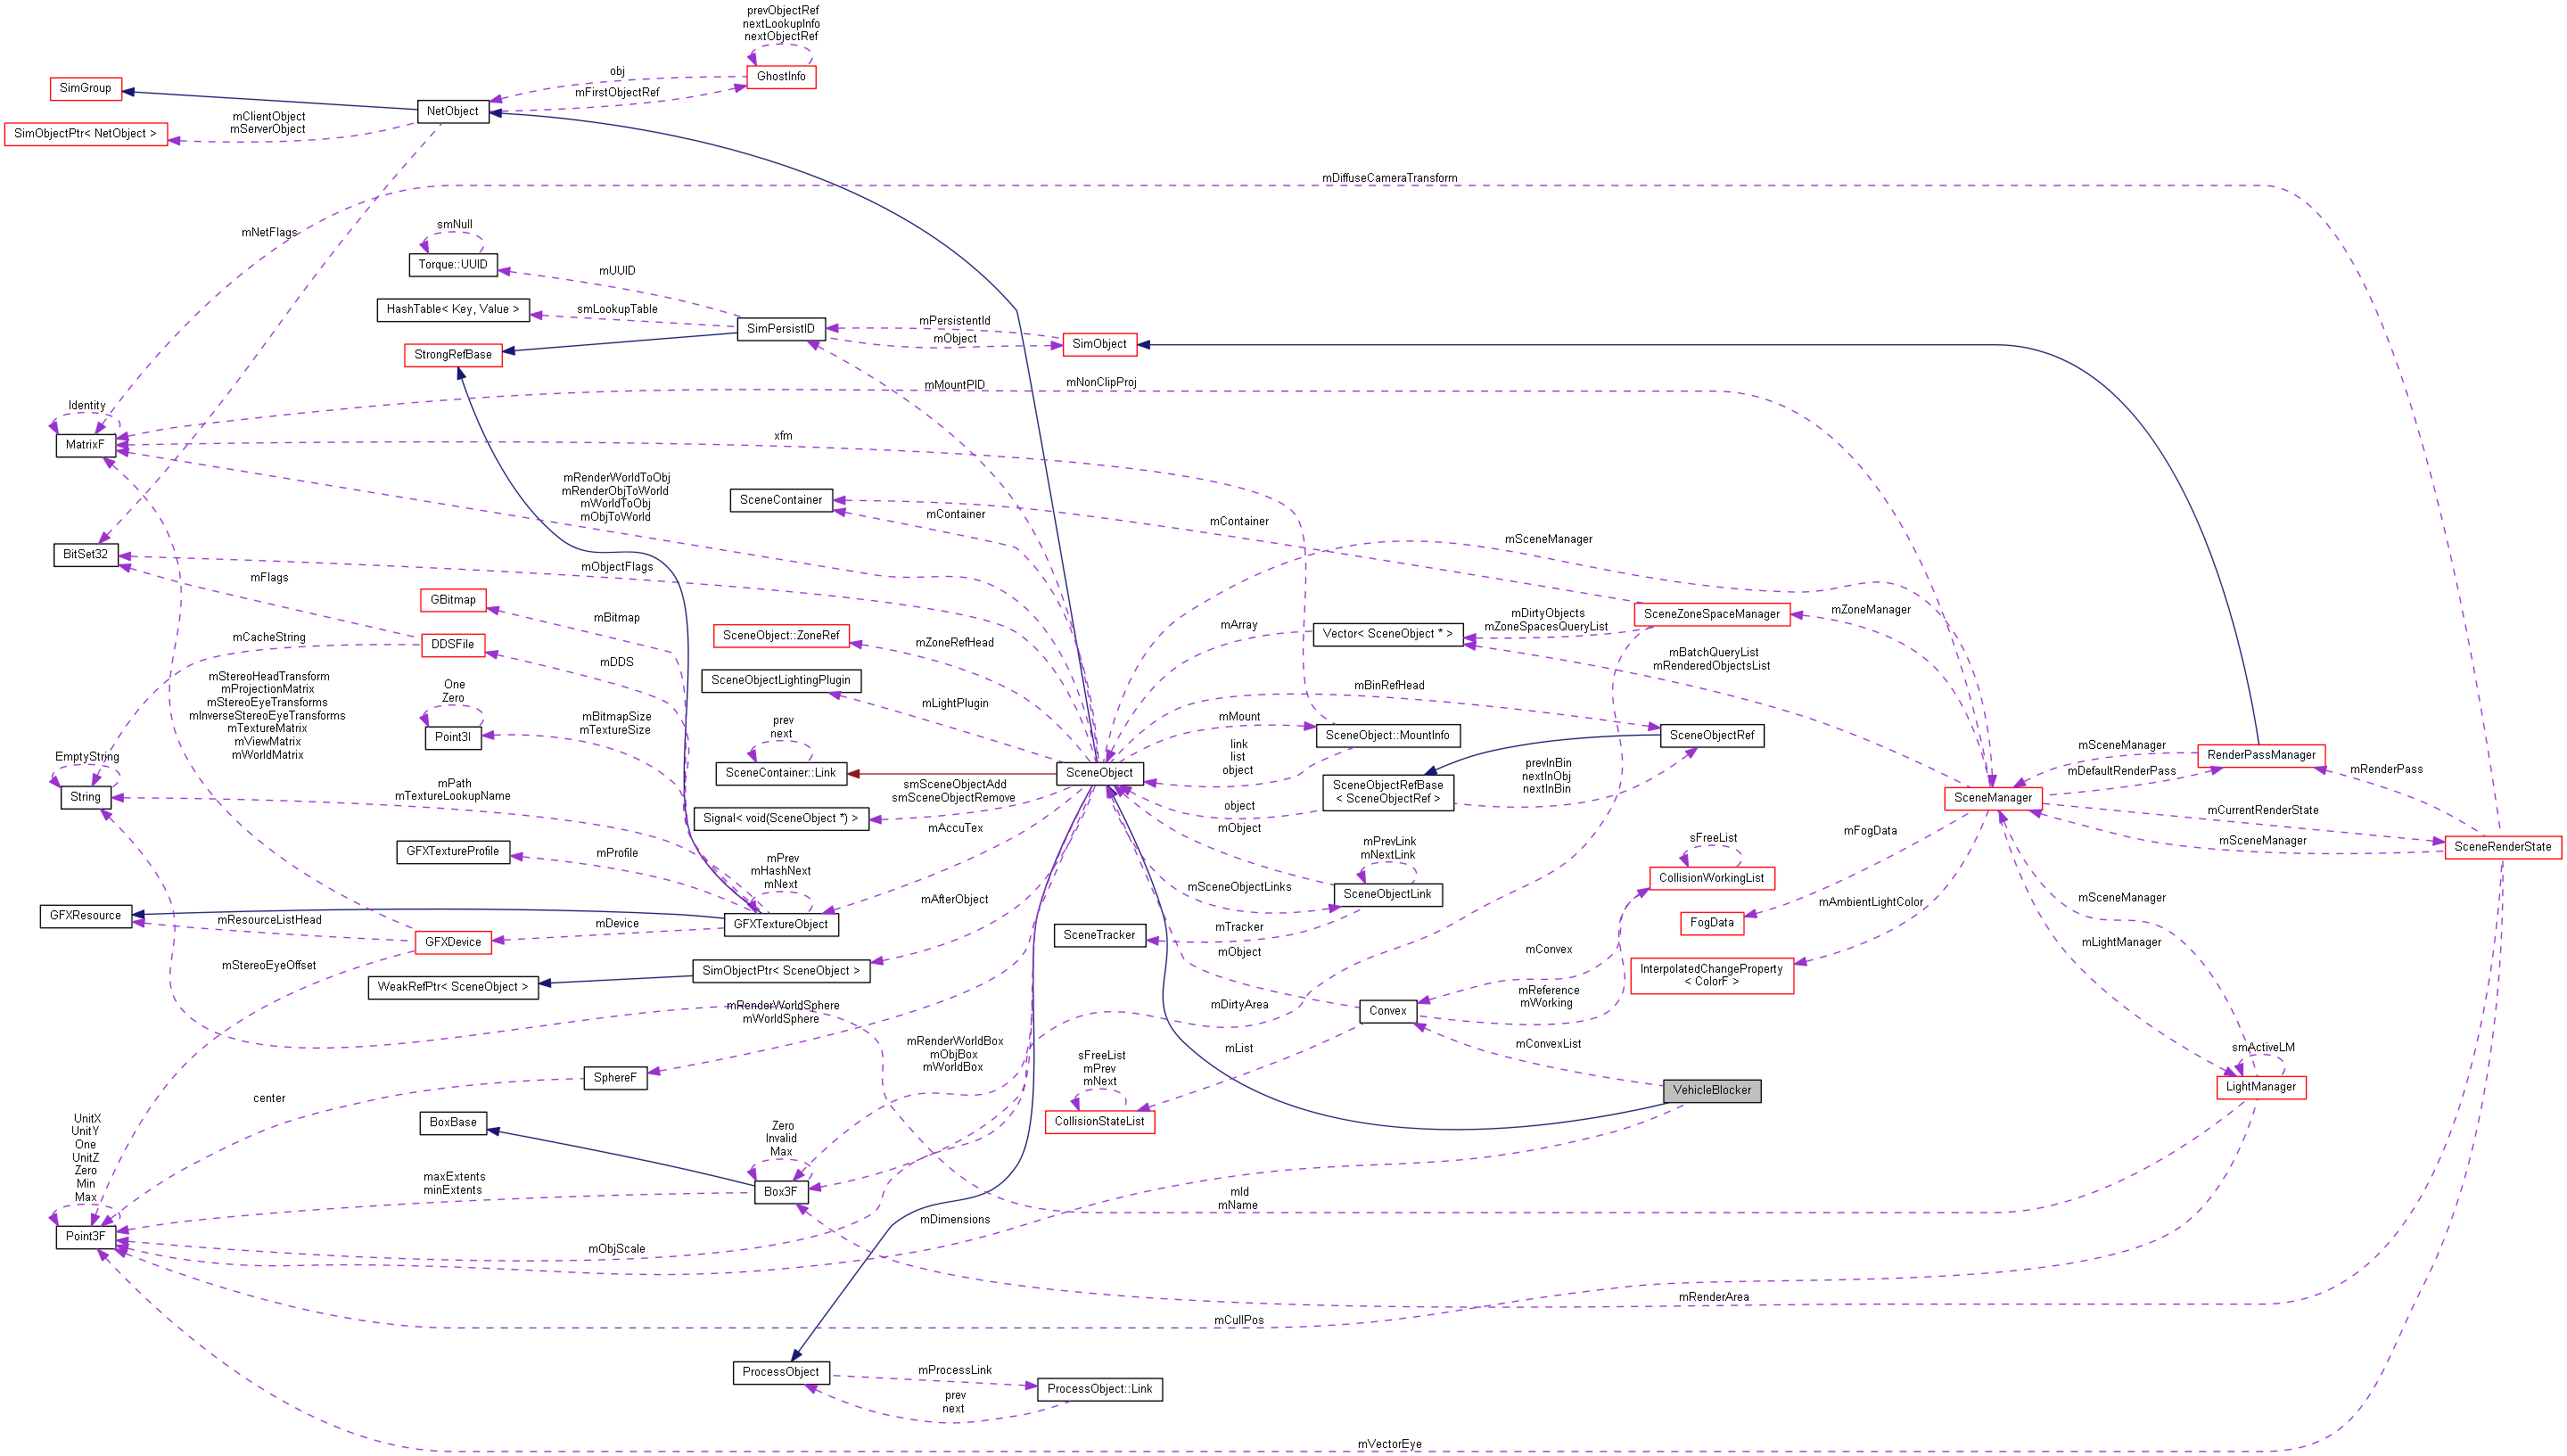 prevObjectRef
nextLookupInfo
nextObjectRef
GhostInfo
obj
mFirstObjectRef
SimGroup
NetObject
SimObjectPtr< NetObject >
mClientObject
mServerObject
mDiffuseCameraTransform
mNetFlags
smNull
Torque::UUID
mUUID
HashTable< Key, Value >
smLookupTable
SimPersistID
StrongRefBase
mPersistentId
mObject
SimObject
mMountPID
mNonClipProj
Identity
MatrixF
xfm
mRenderWorldToObj
mRenderObjToWorld
mWorldToObj
mObjToWorld
SceneContainer
mContainer
mContainer
mSceneManager
BitSet32
mObjectFlags
mFlags
GBitmap
mBitmap
mCacheString
DDSFile
mDDS
SceneObject::ZoneRef
mZoneRefHead
mArray
Vector< SceneObject * >
mDirtyObjects
mZoneSpacesQueryList
SceneZoneSpaceManager
mZoneManager
mBatchQueryList
mRenderedObjectsList
mStereoHeadTransform
mProjectionMatrix
mStereoEyeTransforms
mInverseStereoEyeTransforms
mTextureMatrix
mViewMatrix
mWorldMatrix
One
Zero
Point3I
mBitmapSize
mTextureSize
SceneObjectLightingPlugin
mLightPlugin
mBinRefHead
mMount
SceneObject::MountInfo
SceneObjectRef
prev
next
SceneContainer::Link
SceneObject
link
list
object
SceneObjectRefBase
< SceneObjectRef >
prevInBin
nextInObj
nextInBin
mSceneManager
mDefaultRenderPass
RenderPassManager
mRenderPass
EmptyString
String
mPath
mTextureLookupName
smSceneObjectAdd
smSceneObjectRemove
Signal< void(SceneObject *) >
object
SceneManager
mCurrentRenderState
mSceneManager
SceneRenderState
GFXTextureProfile
mProfile
mAccuTex
mPrev
mHashNext
mNext
GFXTextureObject
mObject
mPrevLink
mNextLink
SceneObjectLink
mSceneObjectLinks
sFreeList
CollisionWorkingList
mFogData
FogData
mAmbientLightColor
mSceneManager
mLightManager
GFXResource
mResourceListHead
GFXDevice
mDevice
mAfterObject
SceneTracker
mTracker
mObject
mConvex
InterpolatedChangeProperty
< ColorF >
mStereoEyeOffset
WeakRefPtr< SceneObject >
SimObjectPtr< SceneObject >
mRenderWorldSphere
mWorldSphere
mDirtyArea
Convex
mReference
mWorking
mRenderWorldBox
mObjBox
mWorldBox
mList
mConvexList
SphereF
center
sFreeList
mPrev
mNext
CollisionStateList
VehicleBlocker
smActiveLM
LightManager
UnitX
UnitY
One
UnitZ
Zero
Min
Max
Point3F
BoxBase
Zero
Invalid
Max
Box3F
maxExtents
minExtents
mId
mName
mDimensions
mObjScale
mRenderArea
mCullPos
ProcessObject
mProcessLink
ProcessObject::Link
prev
next
mVectorEye